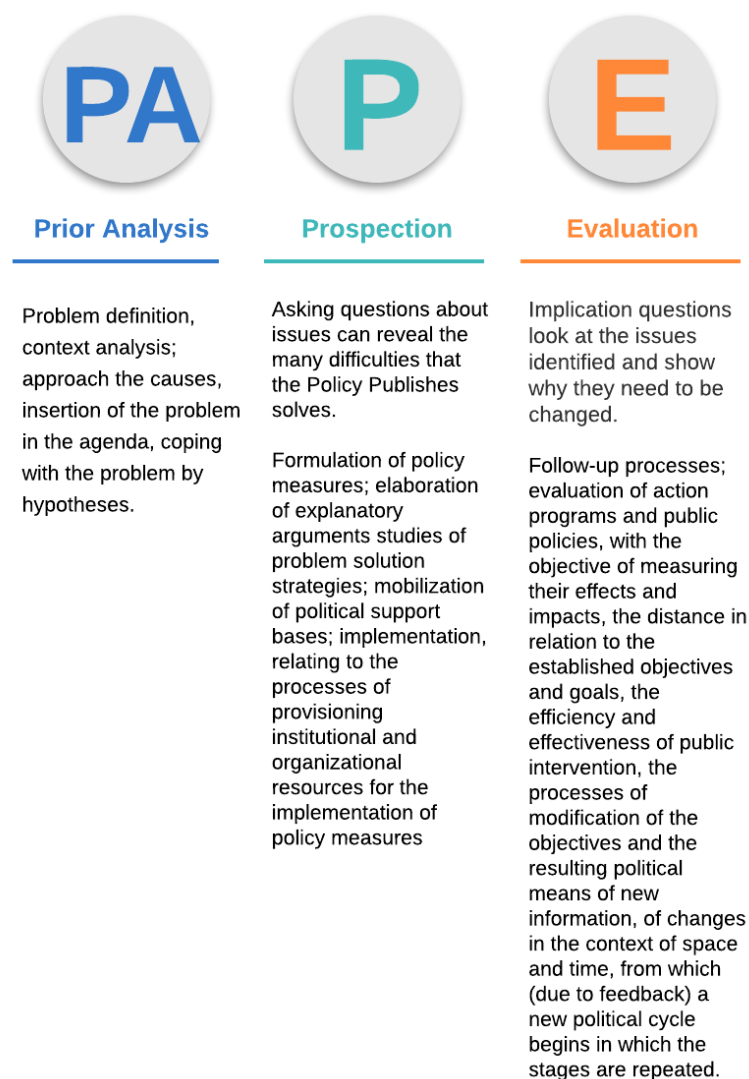 PA
Prior Analysis
Problem definition,
context analysis;
approach the causes,
insertion of the problem
in the agenda, coping
with the problem by
hypotheses.
P
Prospection
Asking questions about
issues can reveal the
many difficulties that
the Policy Publishes
solves.
Formulation of policy
measures; elaboration
of explanatory
arguments studies of
problem solution
strategies; mobilization
of political support
bases; implementation,
relating to the
processes of
provisioning
institutional and
organizational
resources for the
implementation of
policy measures
E
Evaluation
Implication questions
look at the issues
identified and show
why they need to be
changed.
Follow-up processes;
evaluation of action
programs and public
policies, with the
objective of measuring
their effects and
impacts, the distance in
relation to the
established objectives
and goals, the
efficiency and
effectiveness of public
intervention, the
processes of
modification of the
objectives and the
resulting political
means of new
information, of changes
in the context of space
and time, from which
(due to feedback) a
new political cycle
begins in which the
stages are repeated.